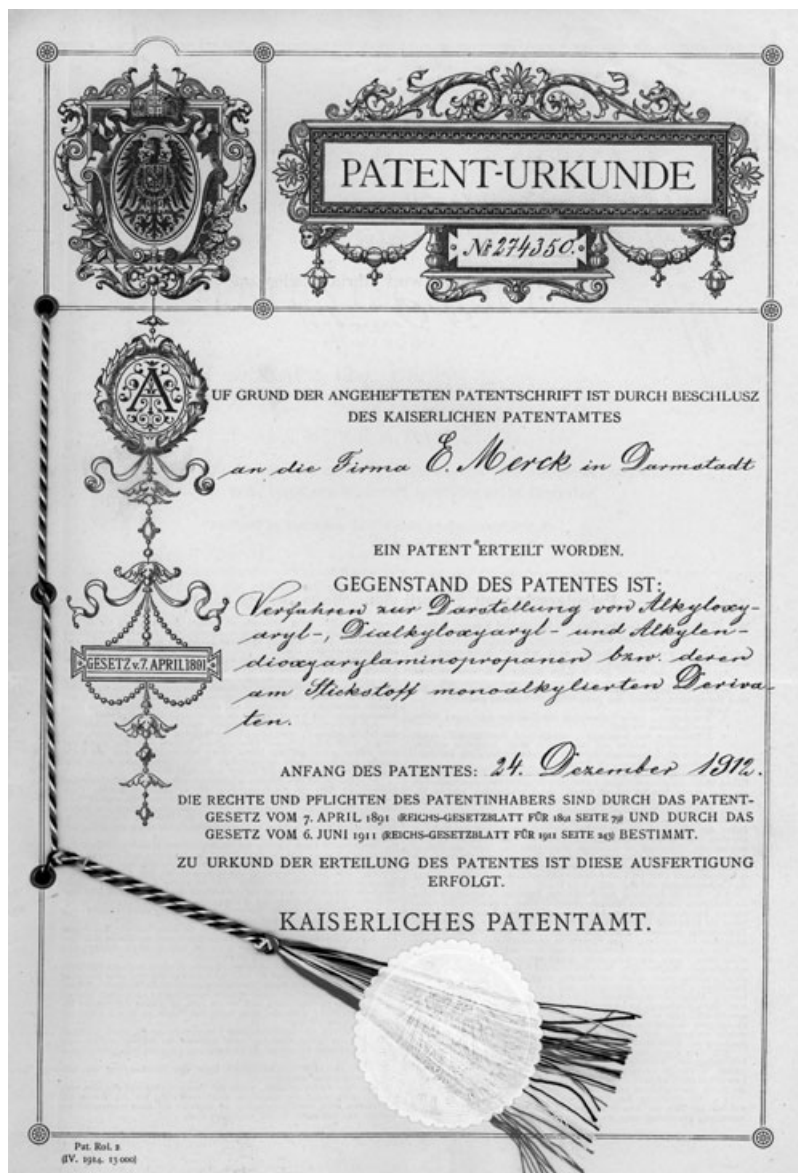 PATENT-URKUNDE
№ 274350.
AUF GRUND DER ANGEHEFTETEN PATENTSCHRIFT IST DURCH BESCHLUSZ
DES KAISERLICHEN PATENTAMTES
an die Firma E. Merck in Darmstadt
EIN PATENT ERTEILT WORDEN.
GEGENSTAND DES PATENTES IST:
Verfahren zur Darstellung von Alkyloxy-
aryl-, Dialkyloxyaryl- und Alkylen-
dioxyarylaminopropanen bzw. deren
am Stickstoff monoalkylierten Deriva-
ten.
GESETZ v. 7. APRIL 1891
ANFANG DES PATENTES: 24. Dezember 1912.
DIE RECHTE UND PFLICHTEN DES PATENTINHABERS SIND DURCH DAS PATENT-
GESETZ VOM 7. APRIL 1891 (REICHS-GESETZBLATT FÜR 1891 SEITE 79) UND DURCH DAS
GESETZ VOM 6. JUNI 1911 (REICHS-GESETZBLATT FÜR 1911 SEITE 243) BESTIMMT.
ZU URKUND DER ERTEILUNG DES PATENTES IST DIESE AUSFERTIGUNG
ERFOLGT.
KAISERLICHES PATENTAMT.
Pat. Rol. 2
(IV. 1914. 13000)